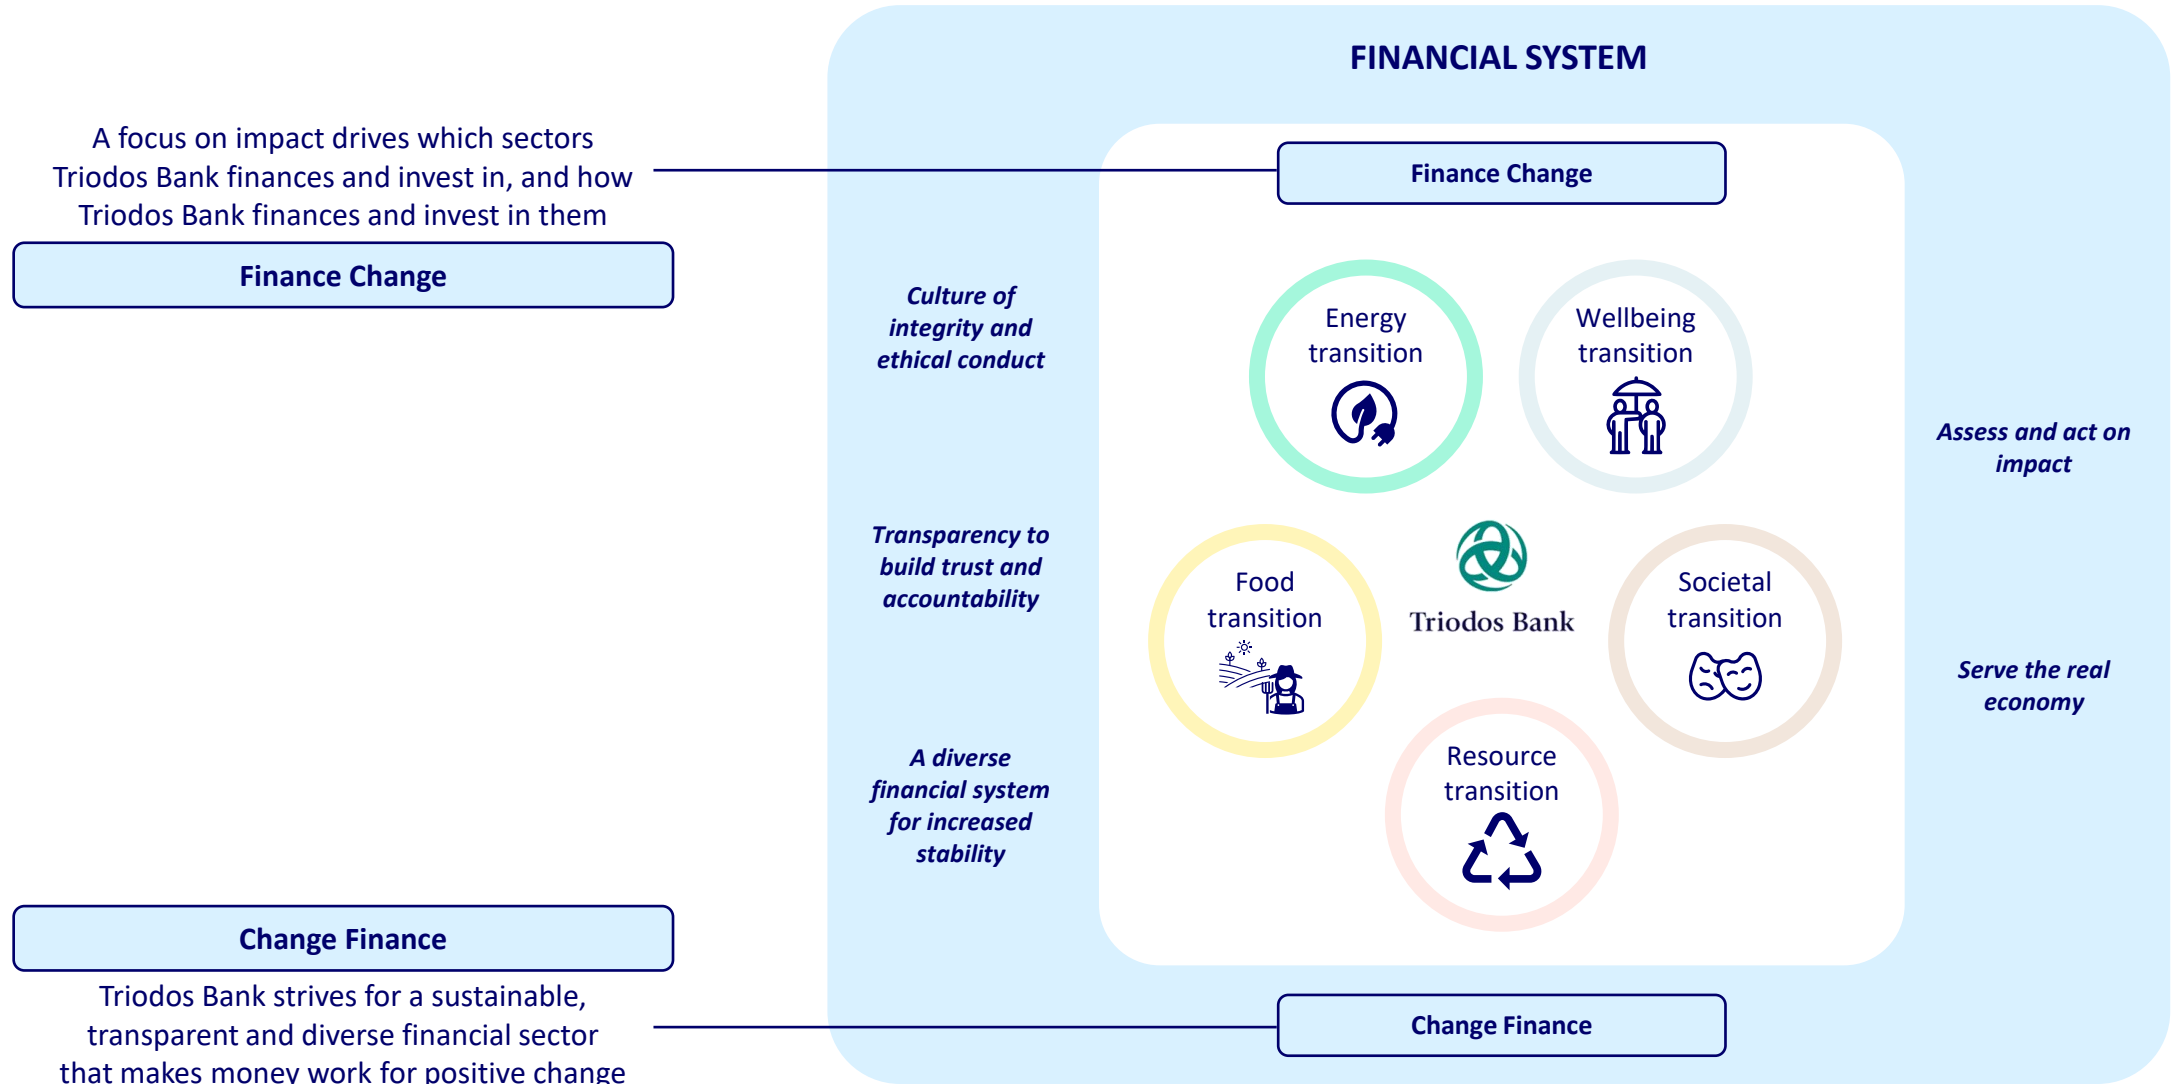 FINANCIAL SYSTEM
A focus on impact drives which sectors
Triodos Bank finances and invest in, and how
Triodos Bank finances and invest in them
Finance Change
Finance Change
Culture of
integrity and
ethical conduct
Transparency to
build trust and
accountability
A diverse
financial system
for increased
stability
Energy
transition
Wellbeing
transition
Food
transition
Triodos Bank
Societal
transition
Resource
transition
Assess and act on
impact
Serve the real
economy
Change Finance
Triodos Bank strives for a sustainable,
transparent and diverse financial sector
that makes money work for positive change
Change Finance